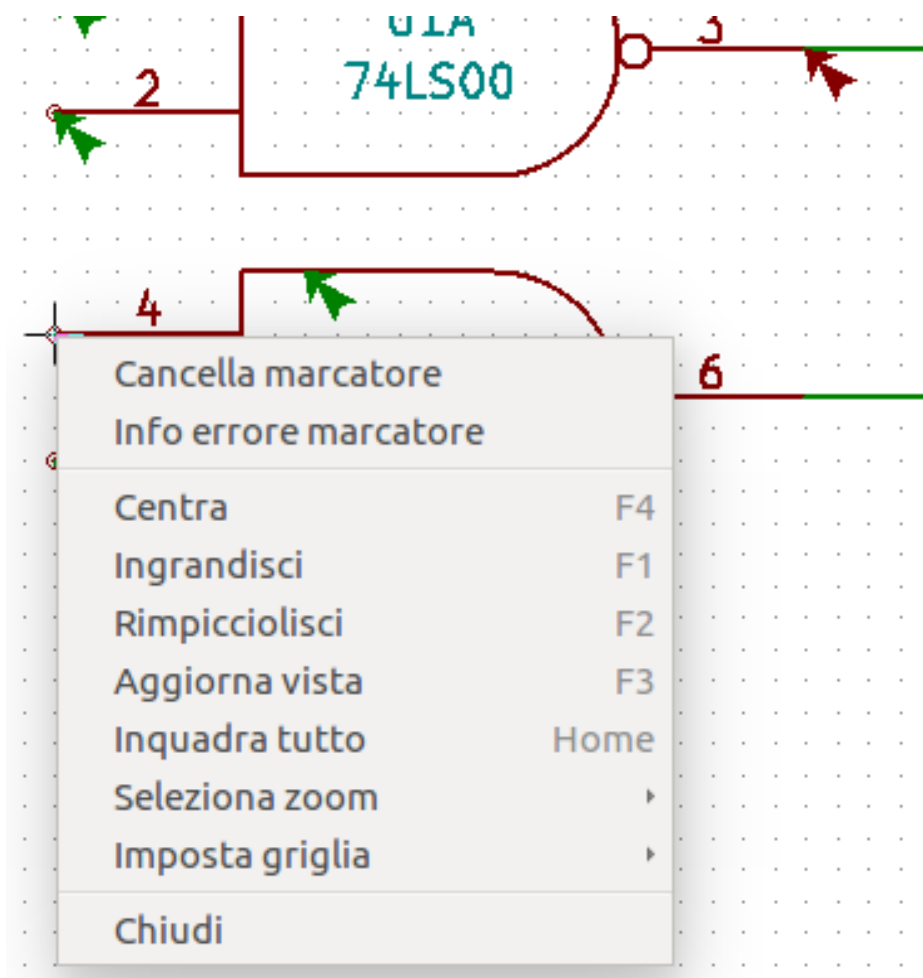 U1A
3
74LS00
2
4
6
Cancella marcatore
Info errore marcatore
Centra F4
Ingrandisci F1
Rimpicciolisci F2
Aggiorna vista F3
Inquadra tutto Home
Seleziona zoom
Imposta griglia
Chiudi